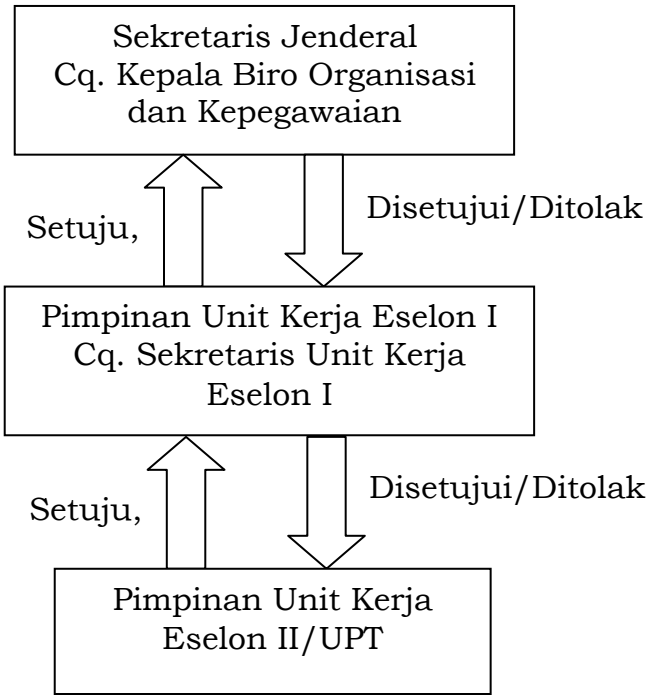 Sekretaris Jenderal
Cq. Kepala Biro Organisasi
dan Kepegawaian
Setuju,
Disetujui/Ditolak
Pimpinan Unit Kerja Eselon I
Cq. Sekretaris Unit Kerja
Eselon I
Setuju,
Disetujui/Ditolak
Pimpinan Unit Kerja
Eselon II/UPT